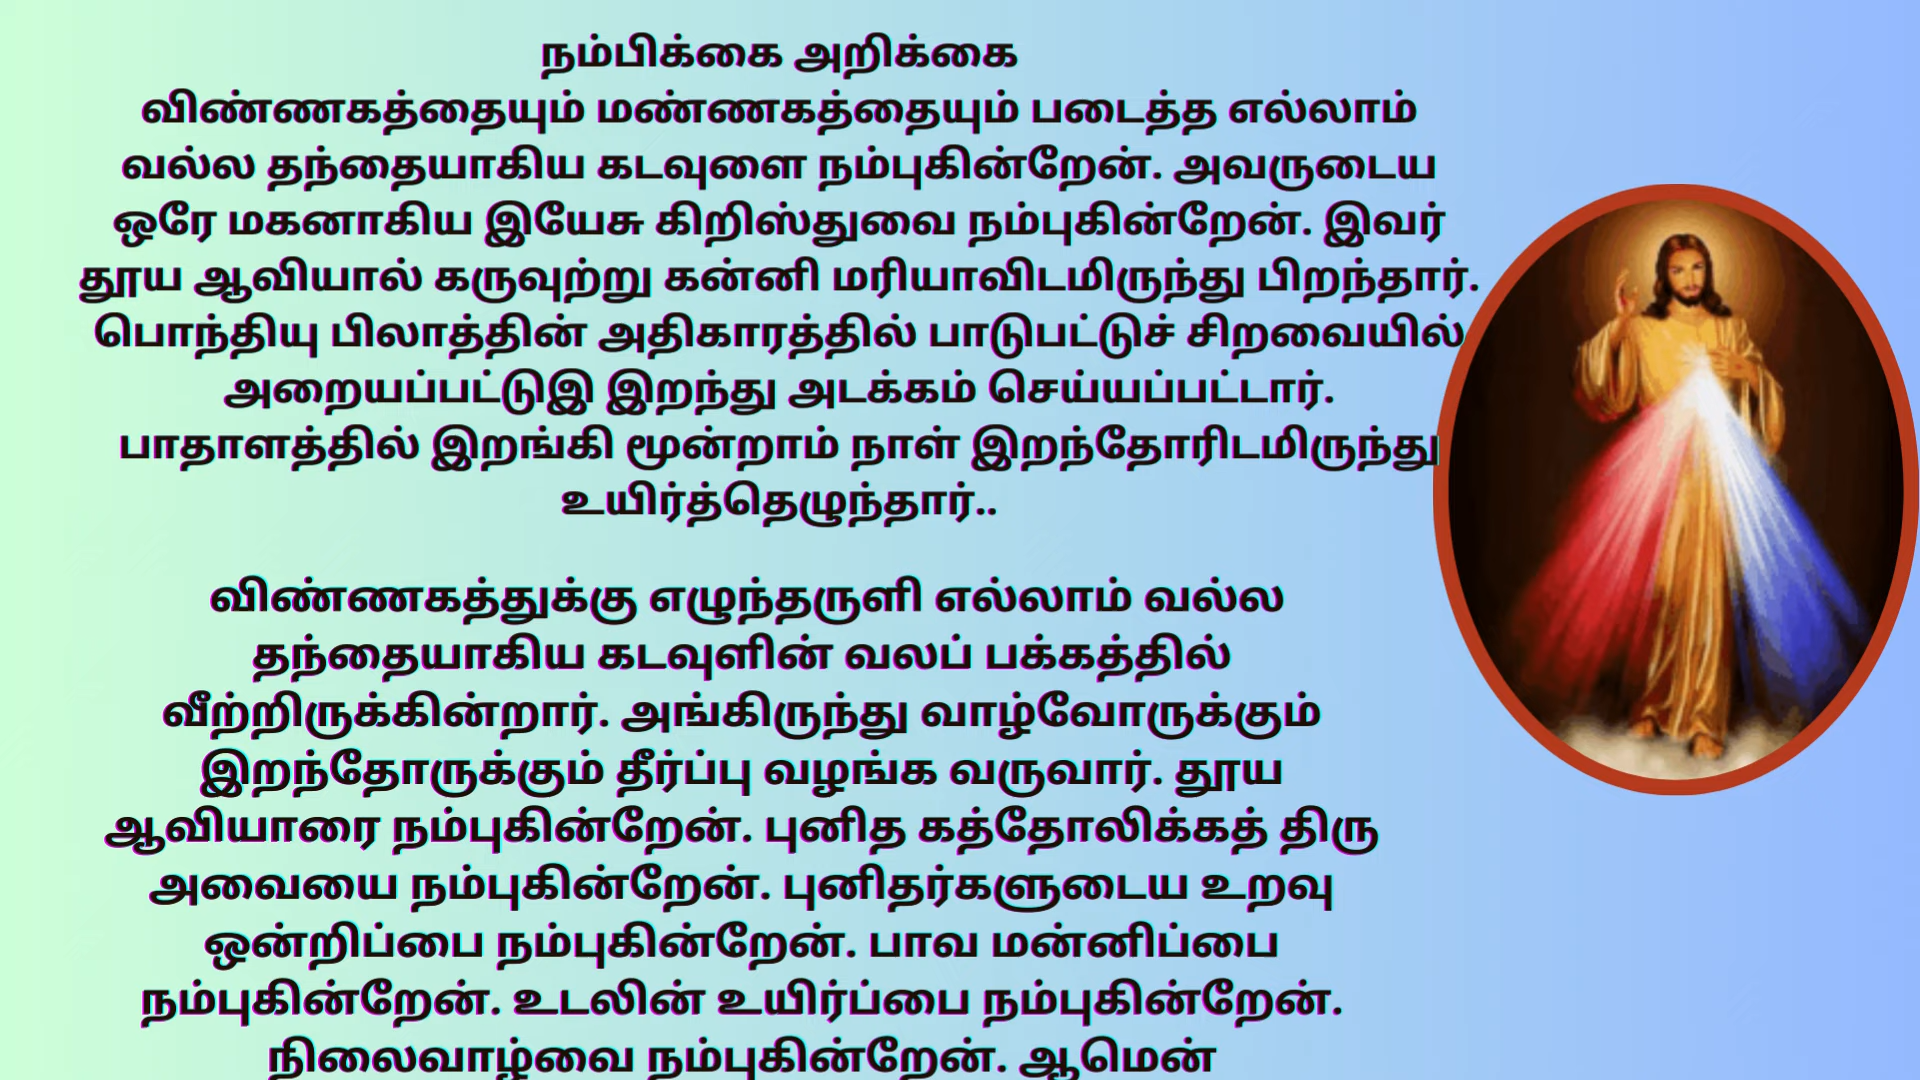 நம்பிக்கை அறிக்கை
விண்ணகத்தையும் மண்ணகத்தையும் படைத்த எல்லாம்
வல்ல தந்தையாகிய கடவுளை நம்புகின்றேன். அவருடைய
ஒரே மகனாகிய இயேசு கிறிஸ்துவை நம்புகின்றேன். இவர்
தூய ஆவியால் கருவுற்று கன்னி மரியாவிடமிருந்து பிறந்தார்.
பொந்தியு பிலாத்தின் அதிகாரத்தில் பாடுபட்டுச் சிறவையில்
அறையப்பட்டுஇ இறந்து அடக்கம் செய்யப்பட்டார்.
பாதாளத்தில் இறங்கி மூன்றாம் நாள் இறந்தோரிடமிருந்து
உயிர்த்தெழுந்தார்..
விண்ணகத்துக்கு எழுந்தருளி எல்லாம் வல்ல
தந்தையாகிய கடவுளின் வலப் பக்கத்தில்
வீற்றிருக்கின்றார். அங்கிருந்து வாழ்வோருக்கும்
இறந்தோருக்கும் தீர்ப்பு வழங்க வருவார். தூய
ஆவியாரை நம்புகின்றேன். புனித கத்தோலிக்கத் திரு
அவையை நம்புகின்றேன். புனிதர்களுடைய உறவு
ஒன்றிப்பை நம்புகின்றேன். பாவ மன்னிப்பை
நம்புகின்றேன். உடலின் உயிர்ப்பை நம்புகின்றேன்.
நிலைவாழ்வை நம்புகின்றேன். ஆமென்